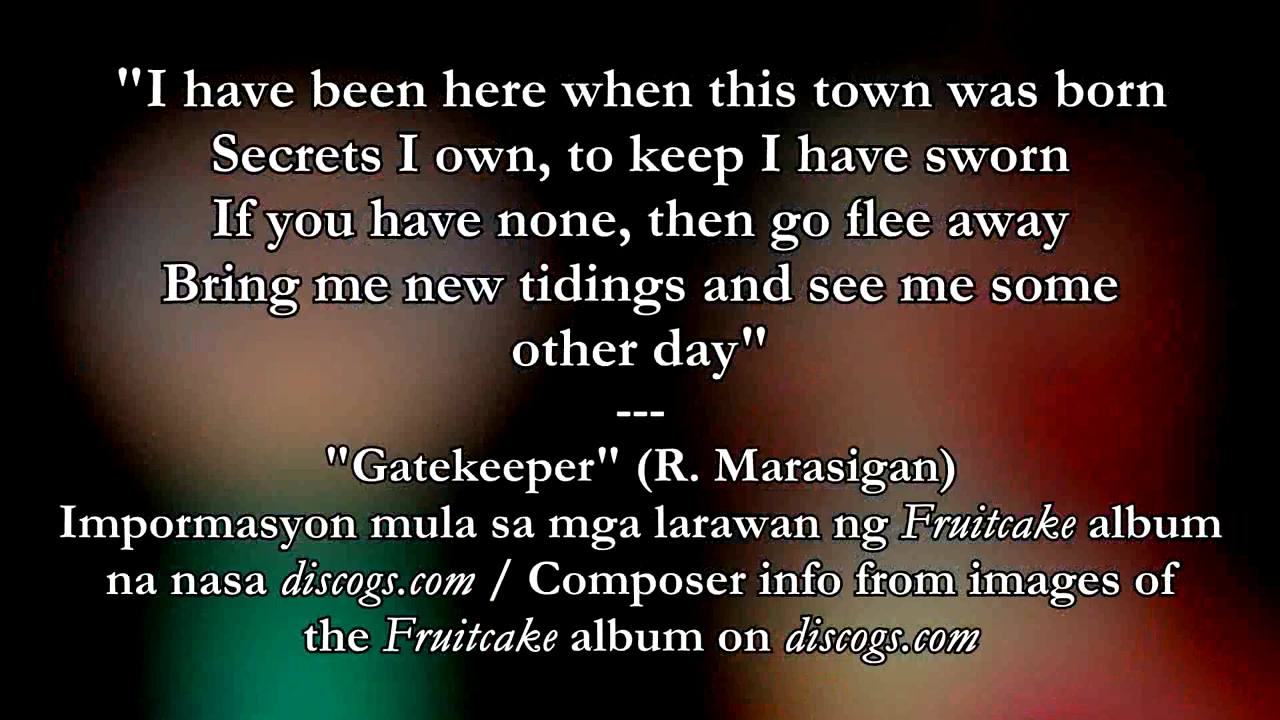 "I have been here when this town was born
Secrets I own, to keep I have sworn
If you have none, then go flee away
Bring me new tidings and see me some
other day"
---
"Gatekeeper" (R. Marasigan)
Impormasyon mula sa mga larawan ng Fruitcake album
na nasa discogs.com / Composer info from images of
the Fruitcake album on discogs.com